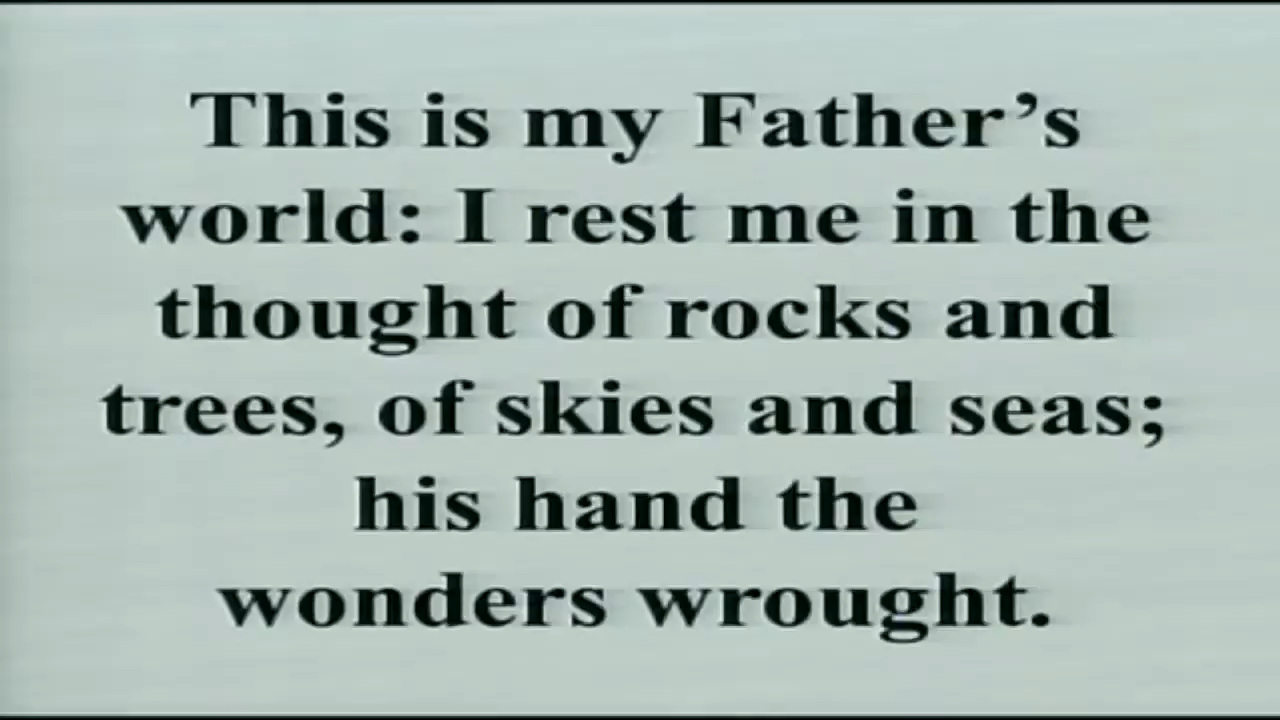 This is my Father’s
world: I rest me in the
thought of rocks and
trees, of skies and seas;
his hand the
wonders wrought.